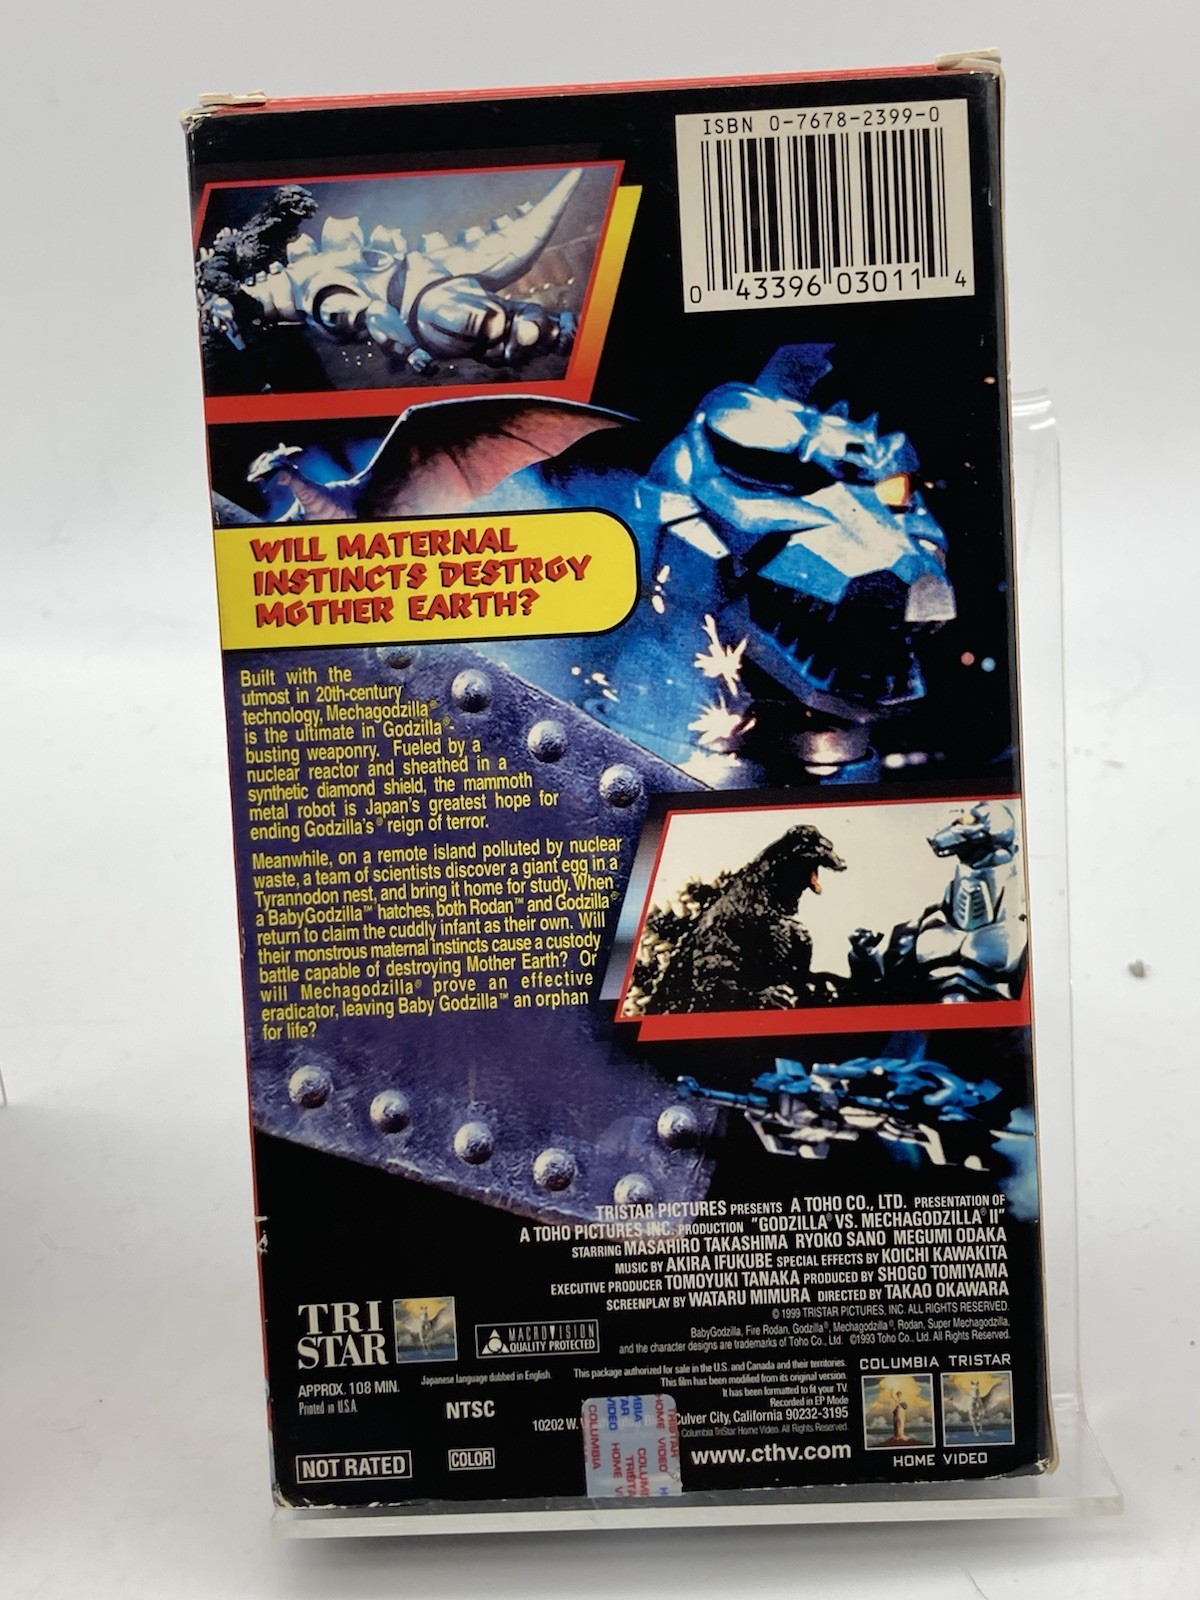 ISBN 0-7678-2399-0
0 43396 03011 4
WILL MATERNAL
INSTINCTS DESTROY
MOTHER EARTH?
Built with the
utmost in 20th-century
technology, Mechagodzilla®
is the ultimate in Godzilla®-
busting weaponry. Fueled by a
nuclear reactor and sheathed in a
synthetic diamond shield, the mammoth
metal robot is Japan's greatest hope for
ending Godzilla's® reign of terror.
Meanwhile, on a remote island polluted by nuclear
waste, a team of scientists discover a giant egg in a
Tyrannodon nest, and bring it home for study. When
a BabyGodzilla™ hatches, both Rodan™ and Godzilla®
return to claim the cuddly infant as their own. Will
their monstrous maternal instincts cause a custody
battle capable of destroying Mother Earth? Or
will Mechagodzilla® prove an effective
eradicator, leaving Baby Godzilla™ an orphan
for life?
TRISTAR PICTURES PRESENTS A TOHO CO., LTD. PRESENTATION OF
A TOHO PICTURES INC. PRODUCTION "GODZILLA® VS. MECHAGODZILLA® II"
STARRING MASAHIRO TAKASHIMA RYOKO SANO MEGUMI ODAKA
MUSIC BY AKIRA IFUKUBE SPECIAL EFFECTS BY KOICHI KAWAKITA
EXECUTIVE PRODUCER TOMOYUKI TANAKA PRODUCED BY SHOGO TOMIYAMA
SCREENPLAY BY WATARU MIMURA DIRECTED BY TAKAO OKAWARA
© 1999 TRISTAR PICTURES, INC. ALL RIGHTS RESERVED.
BabyGodzilla, Fire Rodan, Godzilla®, Mechagodzilla®, Rodan, Super Mechagodzilla,
and the character designs are trademarks of Toho Co., Ltd. ©1993 Toho Co., Ltd. All Rights Reserved.
TRI
STAR
MACROVISION
QUALITY PROTECTED
APPROX. 108 MIN.
Printed in U.S.A.
Japanese language dubbed in English.
NTSC
This package authorized for sale in the U.S. and Canada and their territories.
This film has been modified from its original version.
It has been formatted to fit your TV.
Recorded in EP Mode
10202 W. Culver City, California 90232-3195
Columbia TriStar Home Video. All Rights Reserved.
www.cthv.com
NOT RATED
COLOR
COLUMBIA TRISTAR
HOME VIDEO
COLUMBIA
HOME VIDEO